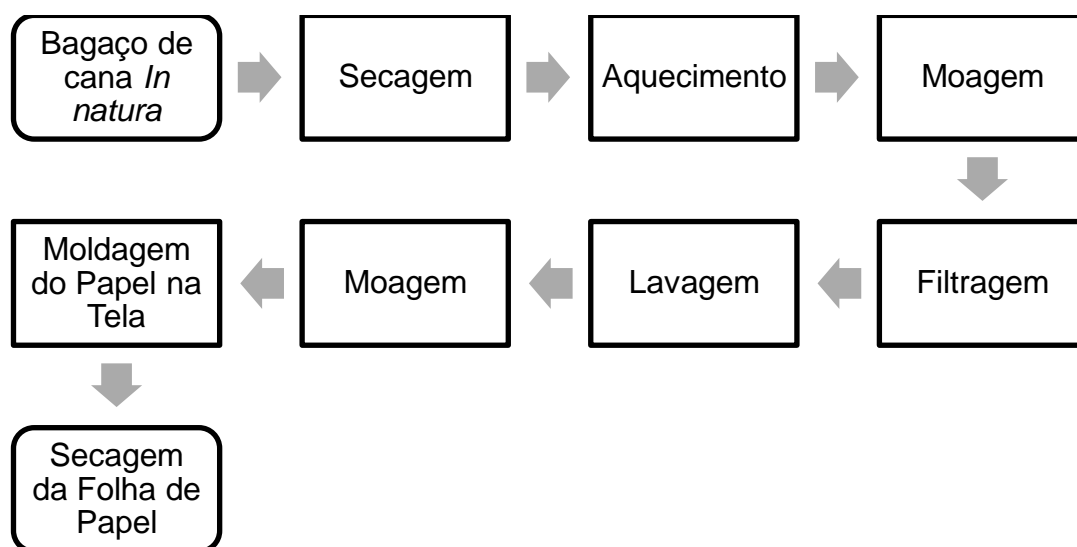 Bagaço de
cana In
natura
Secagem
Aquecimento
Moagem
Filtragem
Lavagem
Moagem
Moldagem
do Papel na
Tela
Secagem
da Folha de
Papel